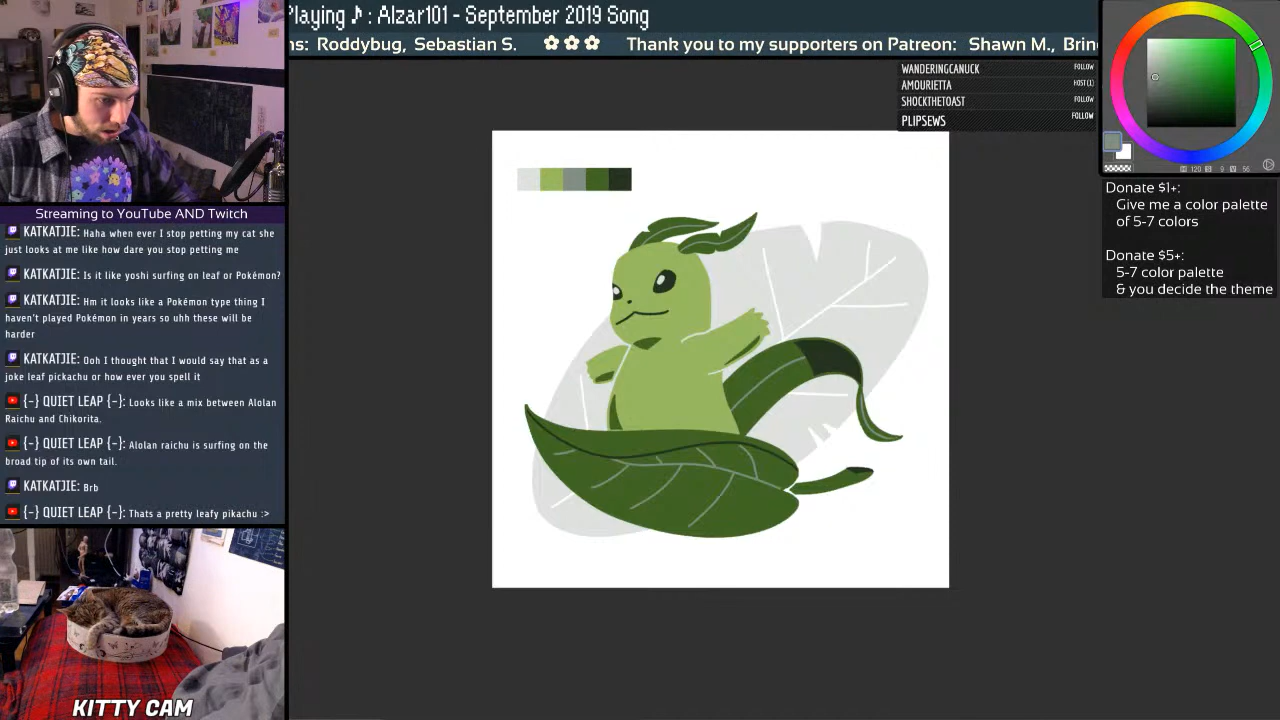 Playing ♪ : Alzar101 - September 2019 Song
ns: Roddybug, Sebastian S. ✿ ✿ ✿ Thank you to my supporters on Patreon: Shawn M., Brin
WANDERINGCANUCK FOLLOW
AMOURIETTA HOST (1)
SHOCKTHETOAST FOLLOW
PLIPSEWS FOLLOW
Donate $1+:
Give me a color palette
of 5-7 colors
Donate $5+:
5-7 color palette
& you decide the theme
Streaming to YouTube AND Twitch
KATKATJIE: Haha when ever I stop petting my cat she
just looks at me like how dare you stop petting me
KATKATJIE: Is it like yoshi surfing on leaf or Pokémon?
KATKATJIE: Hm it looks like a Pokémon type thing I
haven't played Pokémon in years so uhh these will be
harder
KATKATJIE: Ooh I thought that I would say that as a
joke leaf pickachu or how ever you spell it
{-} QUIET LEAP {-}: Looks like a mix between Alolan
Raichu and Chikorita.
{-} QUIET LEAP {-}: Alolan raichu is surfing on the
broad tip of its own tail.
KATKATJIE: Brb
{-} QUIET LEAP {-}: Thats a pretty leafy pikachu :>
KITTY CAM